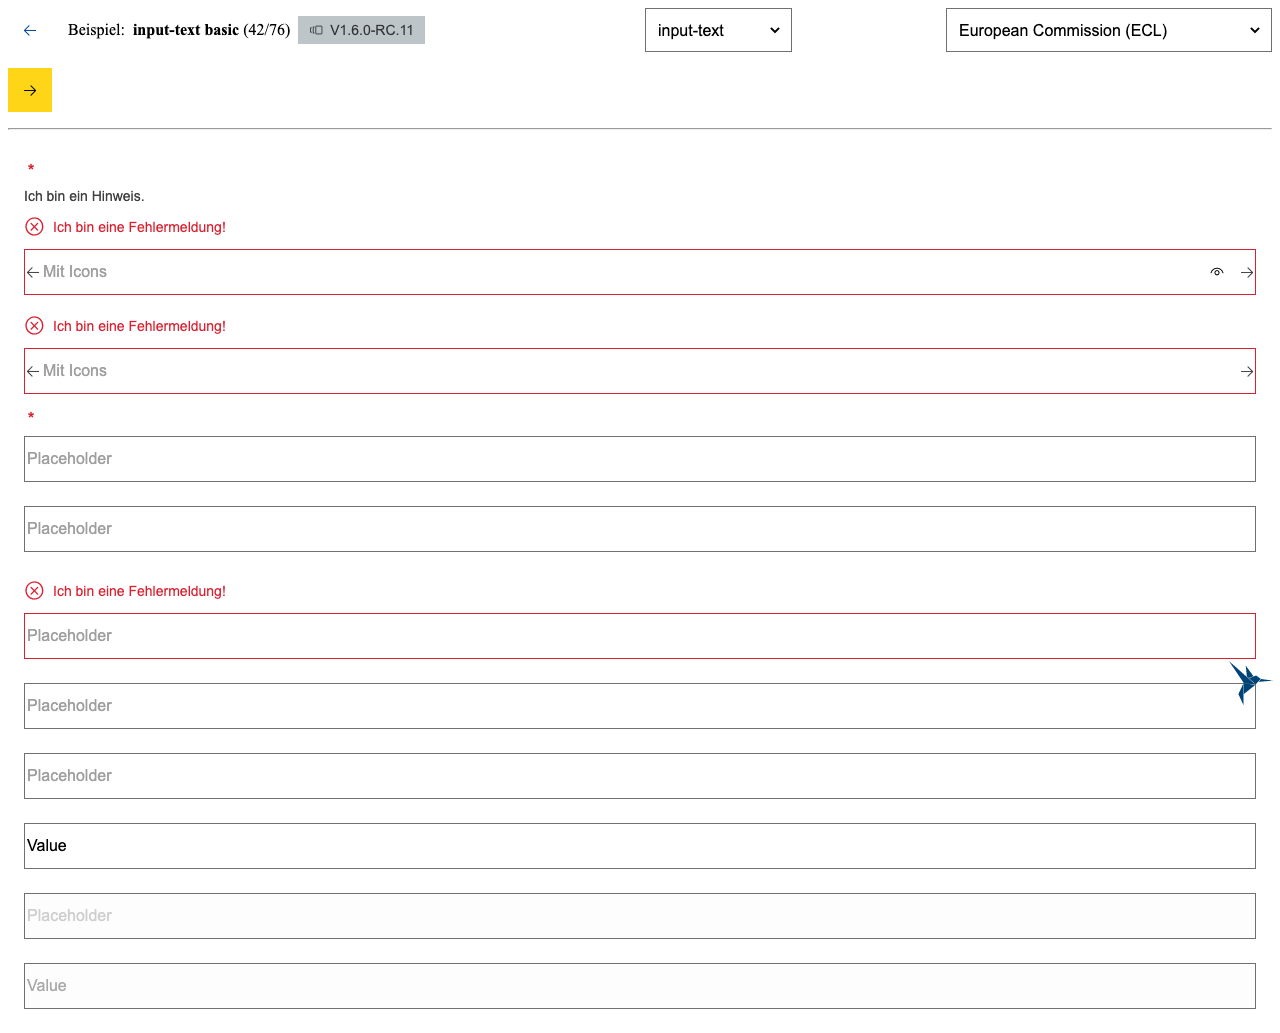 Beispiel: input-text basic (42/76) V1.6.0-RC.11 input-text European Commission (ECL)
*
Ich bin ein Hinweis.
Ich bin eine Fehlermeldung!
Mit Icons
Ich bin eine Fehlermeldung!
Mit Icons
*
Placeholder
Placeholder
Ich bin eine Fehlermeldung!
Placeholder
Placeholder
Placeholder
Value
Placeholder
Value